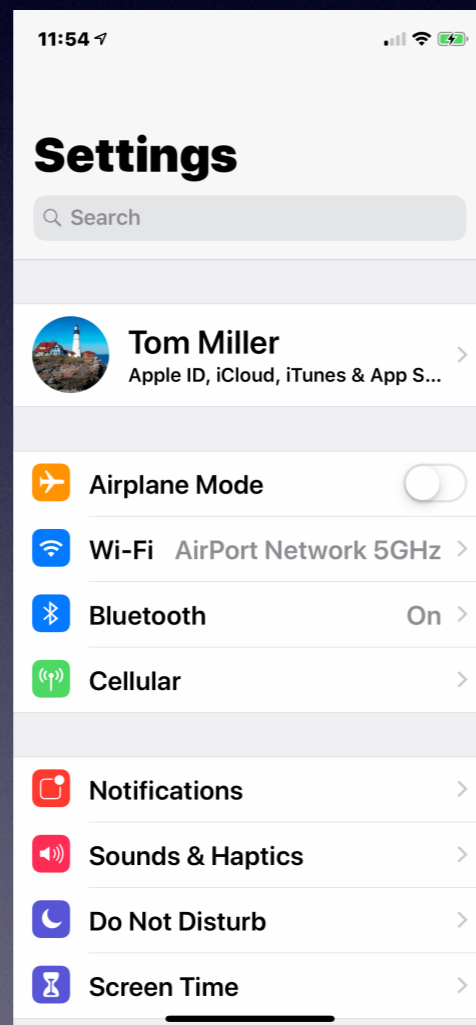 11:54
Settings
Search
Tom Miller
Apple ID, iCloud, iTunes & App S...
Airplane Mode
Wi-Fi AirPort Network 5GHz
Bluetooth On
Cellular
Notifications
Sounds & Haptics
Do Not Disturb
Screen Time